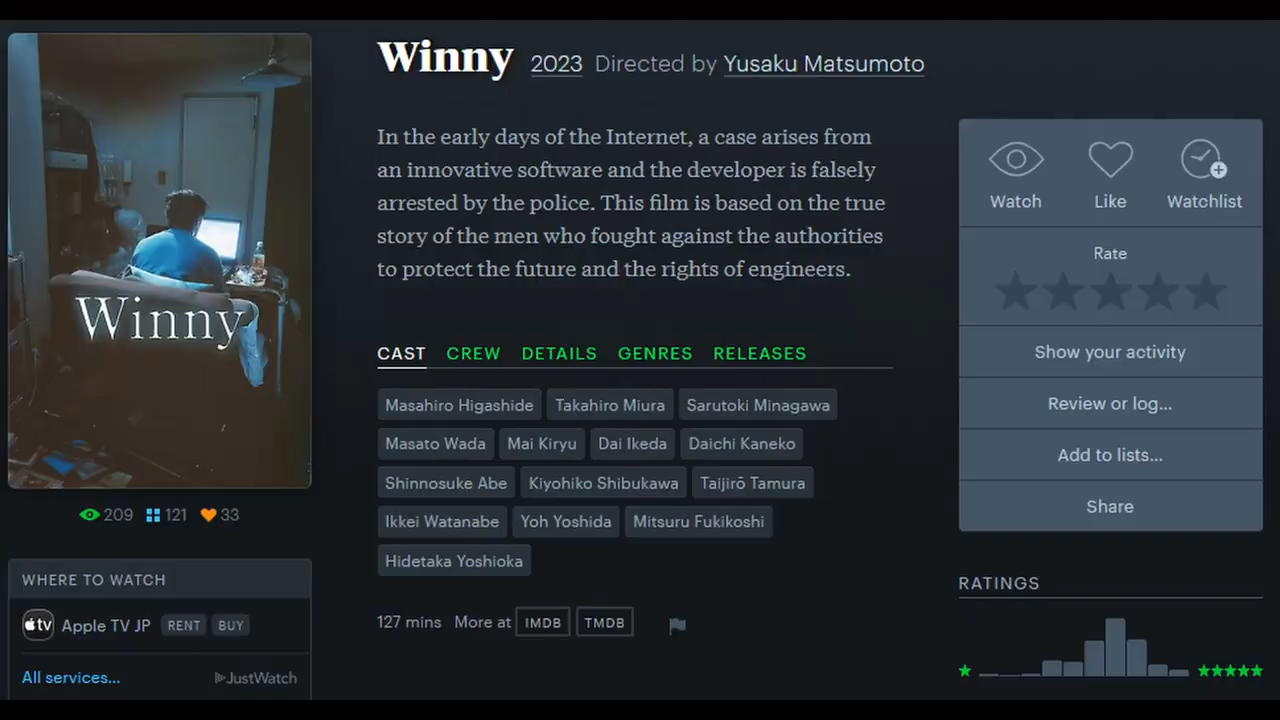 Winny 2023 Directed by Yusaku Matsumoto
In the early days of the Internet, a case arises from
an innovative software and the developer is falsely
arrested by the police. This film is based on the true
story of the men who fought against the authorities
to protect the future and the rights of engineers.
Winny
209 121 33
WHERE TO WATCH
tv Apple TV JP RENT BUY
All services... JustWatch
CAST CREW DETAILS GENRES RELEASES
Masahiro Higashide Takahiro Miura Sarutoki Minagawa
Masato Wada Mai Kiryu Dai Ikeda Daichi Kaneko
Shinnosuke Abe Kiyohiko Shibukawa Taijirō Tamura
Ikkei Watanabe Yoh Yoshida Mitsuru Fukikoshi
Hidetaka Yoshioka
127 mins More at IMDB TMDB
Watch Like Watchlist
Rate
Show your activity
Review or log...
Add to lists...
Share
RATINGS